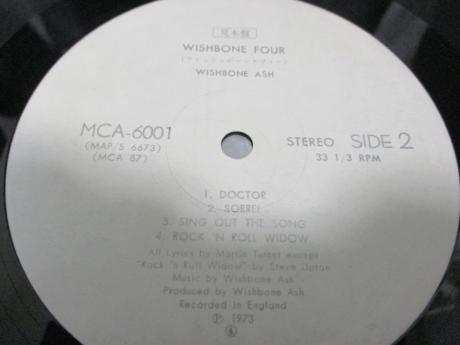 見本盤
WISHBONE FOUR
(ウィッシュボーン・フォー)
WISHBONE ASH
MCA-6001
(MAP/S 6673)
(MCA 87)
STEREO SIDE 2
33 1/3 RPM
1. DOCTOR
2. SORREL
3. SING OUT THE SONG
4. ROCK 'N ROLL WIDOW
All Lyrics by Martin Turner except
"Rock 'n Roll Widow" by Steve Upton
Music by Wishbone Ash
Produced by Wishbone Ash
Recorded in England
Ⓟ 1973